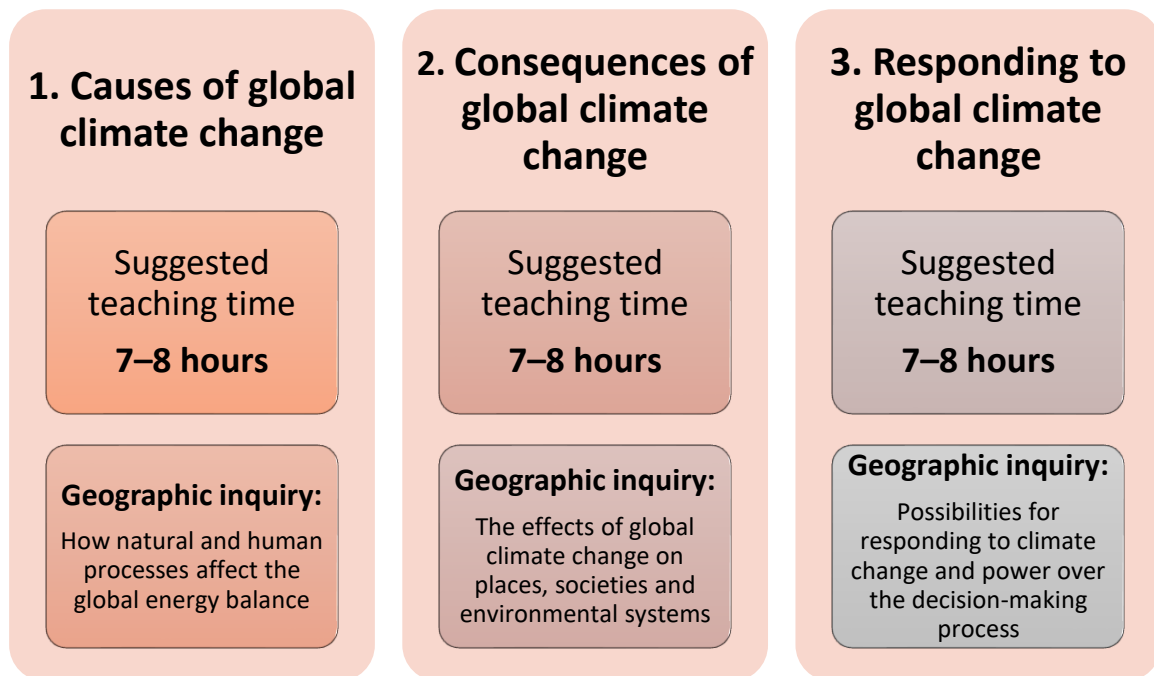 1. Causes of global
climate change
Suggested
teaching time
7–8 hours
Geographic inquiry:
How natural and human
processes affect the
global energy balance
2. Consequences of
global climate
change
Suggested
teaching time
7–8 hours
Geographic inquiry:
The effects of global
climate change on
places, societies and
environmental systems
3. Responding to
global climate
change
Suggested
teaching time
7–8 hours
Geographic inquiry:
Possibilities for
responding to climate
change and power over
the decision-making
process